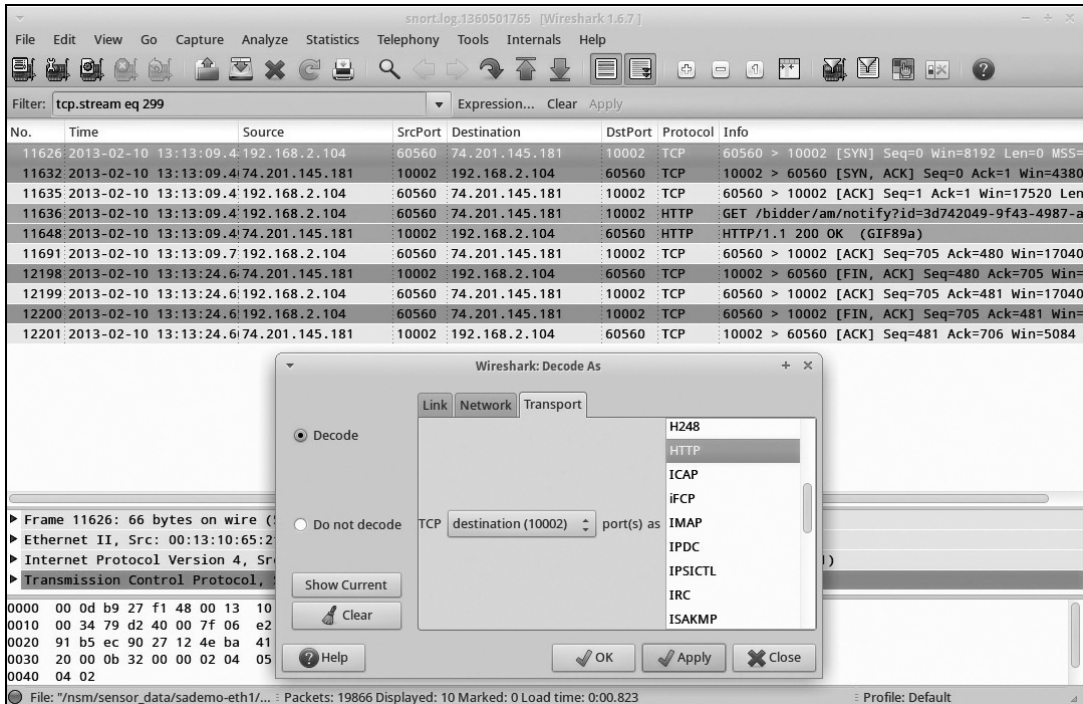 snort.log.1360501765 [Wireshark 1.6.7]
File Edit View Go Capture Analyze Statistics Telephony Tools Internals Help
Filter: tcp.stream eq 299 Expression... Clear Apply
No. Time Source SrcPort Destination DstPort Protocol Info
11626 2013-02-10 13:13:09.4 192.168.2.104 60560 74.201.145.181 10002 TCP 60560 > 10002 [SYN] Seq=0 Win=8192 Len=0 MSS=
11632 2013-02-10 13:13:09.4 74.201.145.181 10002 192.168.2.104 60560 TCP 10002 > 60560 [SYN, ACK] Seq=0 Ack=1 Win=4380
11635 2013-02-10 13:13:09.4 192.168.2.104 60560 74.201.145.181 10002 TCP 60560 > 10002 [ACK] Seq=1 Ack=1 Win=17520 Len
11636 2013-02-10 13:13:09.4 192.168.2.104 60560 74.201.145.181 10002 HTTP GET /bidder/am/notify?id=3d742049-9f43-4987-a
11648 2013-02-10 13:13:09.4 74.201.145.181 10002 192.168.2.104 60560 HTTP HTTP/1.1 200 OK (GIF89a)
11691 2013-02-10 13:13:09.7 192.168.2.104 60560 74.201.145.181 10002 TCP 60560 > 10002 [ACK] Seq=705 Ack=480 Win=17040
12198 2013-02-10 13:13:24.6 74.201.145.181 10002 192.168.2.104 60560 TCP 10002 > 60560 [FIN, ACK] Seq=480 Ack=705 Win=
12199 2013-02-10 13:13:24.6 192.168.2.104 60560 74.201.145.181 10002 TCP 60560 > 10002 [ACK] Seq=705 Ack=481 Win=17040
12200 2013-02-10 13:13:24.6 192.168.2.104 60560 74.201.145.181 10002 TCP 60560 > 10002 [FIN, ACK] Seq=705 Ack=481 Win=
12201 2013-02-10 13:13:24.6 74.201.145.181 10002 192.168.2.104 60560 TCP 10002 > 60560 [ACK] Seq=481 Ack=706 Win=5084
Wireshark: Decode As
Link Network Transport
Decode
Do not decode
TCP destination (10002) port(s) as
H248
HTTP
ICAP
iFCP
IMAP
IPDC
IPSICTL
IRC
ISAKMP
Show Current
Clear
Help OK Apply Close
Frame 11626: 66 bytes on wire (
Ethernet II, Src: 00:13:10:65:2
Internet Protocol Version 4, Sr )
Transmission Control Protocol,
0000 00 0d b9 27 f1 48 00 13 10
0010 00 34 79 d2 40 00 7f 06 e2
0020 91 b5 ec 90 27 12 4e ba 41
0030 20 00 0b 32 00 00 02 04 05
0040 04 02
File: "/nsm/sensor_data/sademo-eth1/... Packets: 19866 Displayed: 10 Marked: 0 Load time: 0:00.823 Profile: Default